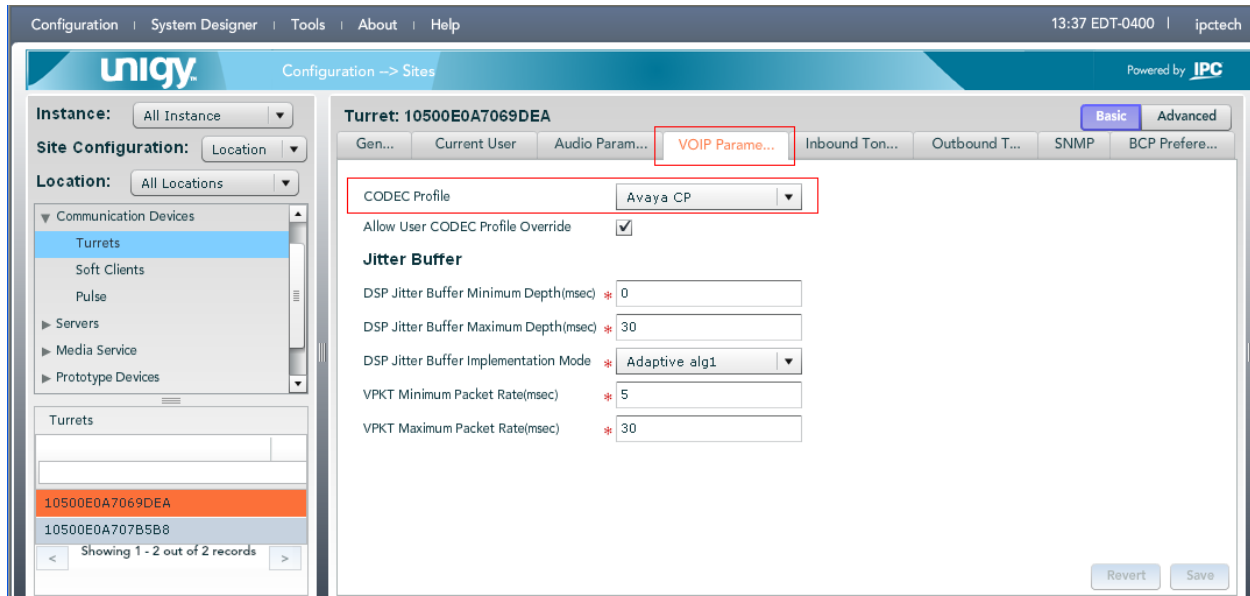 Configuration | System Designer | Tools | About | Help 13:37 EDT-0400 | ipctech
unigy. Configuration --> Sites Powered by IPC
Instance: All Instance
Site Configuration: Location
Location: All Locations
Communication Devices
Turrets
Soft Clients
Pulse
Servers
Media Service
Prototype Devices
Turrets
10500E0A7069DEA
10500E0A707B5B8
< Showing 1 - 2 out of 2 records >
Turret: 10500E0A7069DEA Basic Advanced
Gen... Current User Audio Param... VOIP Parame... Inbound Ton... Outbound T... SNMP BCP Prefere...
CODEC Profile Avaya CP
Allow User CODEC Profile Override
Jitter Buffer
DSP Jitter Buffer Minimum Depth(msec) * 0
DSP Jitter Buffer Maximum Depth(msec) * 30
DSP Jitter Buffer Implementation Mode * Adaptive alg1
VPKT Minimum Packet Rate(msec) * 5
VPKT Maximum Packet Rate(msec) * 30
Revert Save